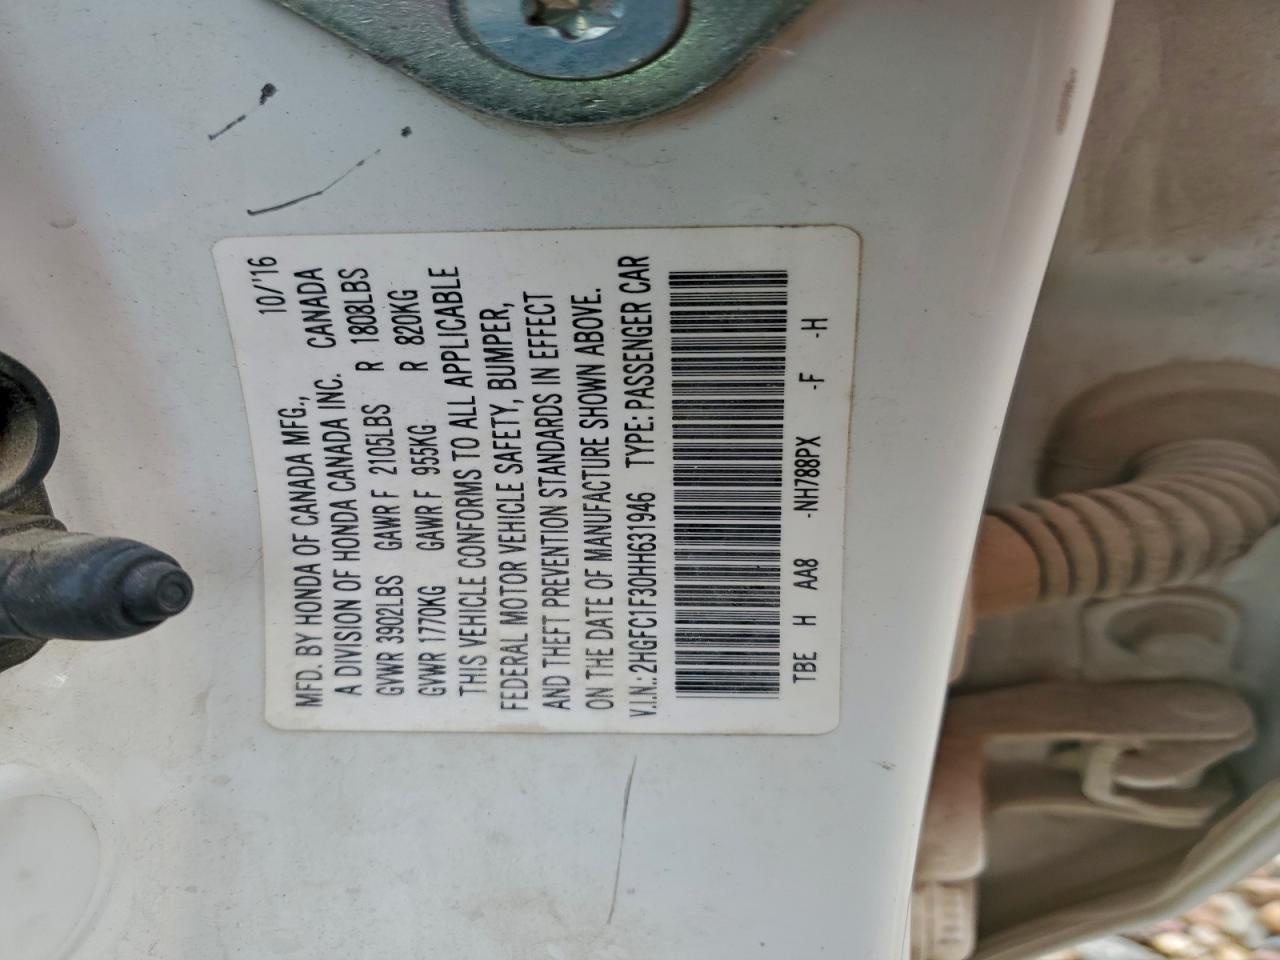 10/'16
MFD. BY HONDA OF CANADA MFG.,
A DIVISION OF HONDA CANADA INC. CANADA
GVWR 3902LBS GAWR F 2105LBS R 1808LBS
GVWR 1770KG GAWR F 955KG R 820KG
THIS VEHICLE CONFORMS TO ALL APPLICABLE
FEDERAL MOTOR VEHICLE SAFETY, BUMPER,
AND THEFT PREVENTION STANDARDS IN EFFECT
ON THE DATE OF MANUFACTURE SHOWN ABOVE.
V.I.N.: 2HGFC1F30HH631946 TYPE: PASSENGER CAR
TBE H AA8 -NH788PX -F -H